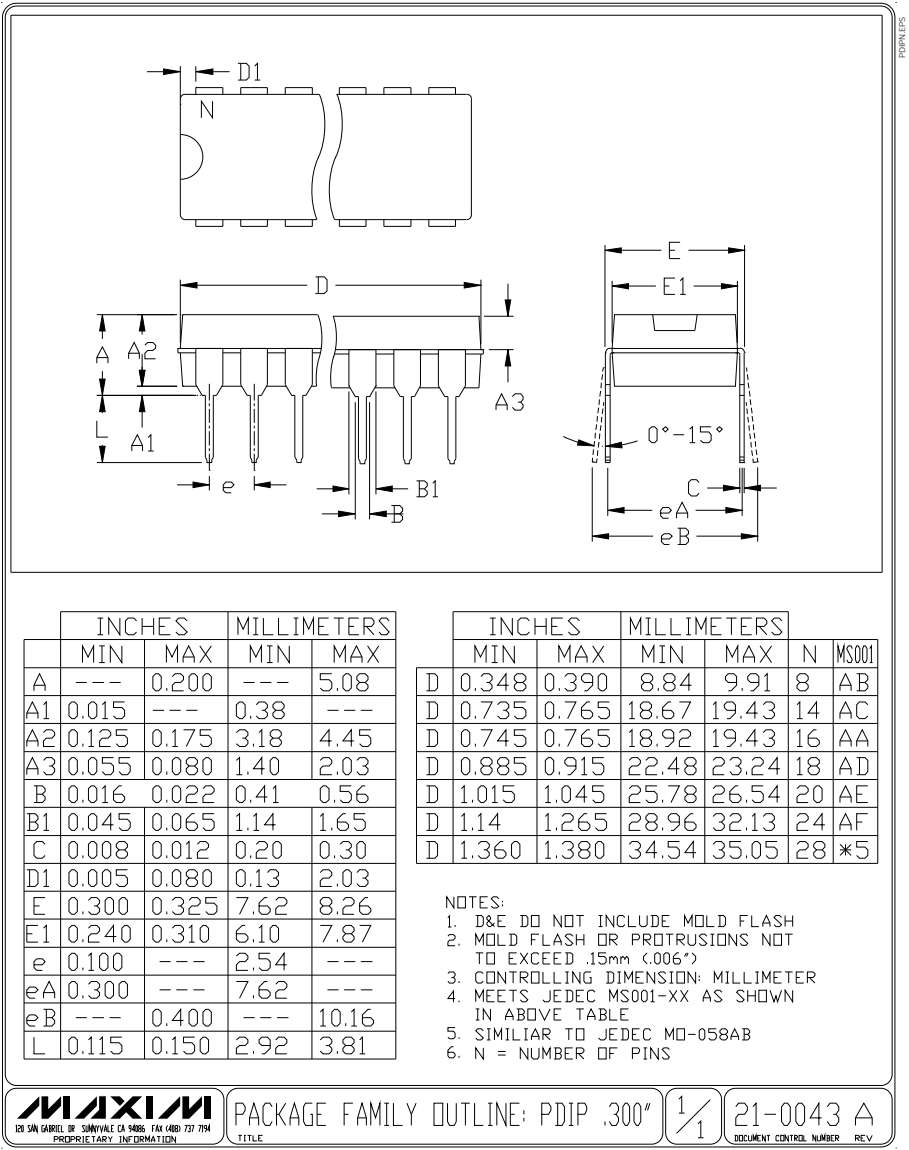 PDIPN.EPS
D1
N
E
D
E1
A
A2
A3
L
A1
0°-15°
e
B1
B
C
eA
eB
INCHES MILLIMETERS
MIN MAX MIN MAX
A --- 0.200 --- 5.08
A1 0.015 --- 0.38 ---
A2 0.125 0.175 3.18 4.45
A3 0.055 0.080 1.40 2.03
B 0.016 0.022 0.41 0.56
B1 0.045 0.065 1.14 1.65
C 0.008 0.012 0.20 0.30
D1 0.005 0.080 0.13 2.03
E 0.300 0.325 7.62 8.26
E1 0.240 0.310 6.10 7.87
e 0.100 --- 2.54 ---
eA 0.300 --- 7.62 ---
eB --- 0.400 --- 10.16
L 0.115 0.150 2.92 3.81
INCHES MILLIMETERS
MIN MAX MIN MAX N MS001
D 0.348 0.390 8.84 9.91 8 AB
D 0.735 0.765 18.67 19.43 14 AC
D 0.745 0.765 18.92 19.43 16 AA
D 0.885 0.915 22.48 23.24 18 AD
D 1.015 1.045 25.78 26.54 20 AE
D 1.14 1.265 28.96 32.13 24 AF
D 1.360 1.380 34.54 35.05 28 *5
NOTES:
1. D&E DO NOT INCLUDE MOLD FLASH
2. MOLD FLASH OR PROTRUSIONS NOT
TO EXCEED .15mm (.006")
3. CONTROLLING DIMENSION: MILLIMETER
4. MEETS JEDEC MS001-XX AS SHOWN
IN ABOVE TABLE
5. SIMILIAR TO JEDEC MO-058AB
6. N = NUMBER OF PINS
MAXIM
120 SAN GABRIEL DR SUNNYVALE CA 94086 FAX (408) 737 7194
PROPRIETARY INFORMATION
PACKAGE FAMILY OUTLINE: PDIP .300"
TITLE
1/1
21-0043 A
DOCUMENT CONTROL NUMBER REV